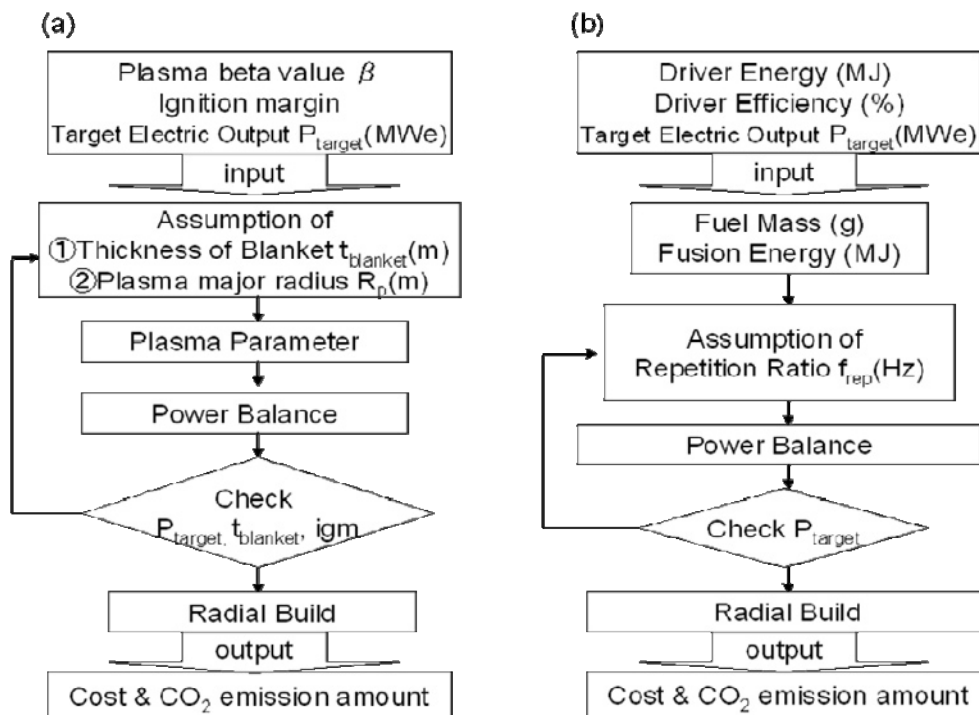 (a)
Plasma beta value β
Ignition margin
Target Electric Output P_target(MWe)
input
Assumption of
①Thickness of Blanket t_blanket(m)
②Plasma major radius R_p(m)
Plasma Parameter
Power Balance
Check
P_target, t_blanket, igm
Radial Build
output
Cost & CO₂ emission amount
(b)
Driver Energy (MJ)
Driver Efficiency (%)
Target Electric Output P_target(MWe)
input
Fuel Mass (g)
Fusion Energy (MJ)
Assumption of
Repetition Ratio f_rep(Hz)
Power Balance
Check P_target
Radial Build
output
Cost & CO₂ emission amount